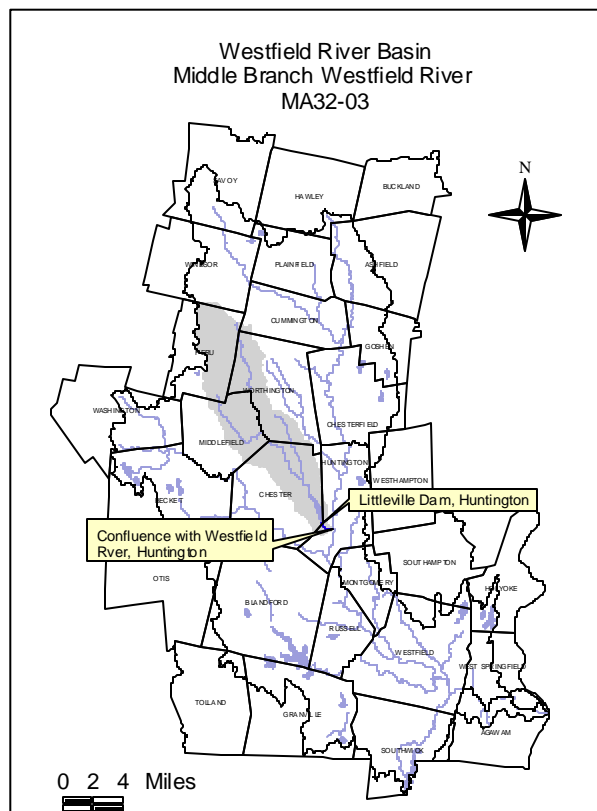 Westfield River Basin
Middle Branch Westfield River
MA32-03
N
SAVOY
HAWLEY
BUCKLAND
WINDSOR
PLAINFIELD
ASHFIELD
CUMMINGTON
GOSHEN
PERU
WORTHINGTON
WASHINGTON
CHESTERFIELD
MIDDLEFIELD
HUNTINGTON
WESTHAMPTON
CHESTER
BECKET
Littleville Dam, Huntington
Confluence with Westfield
Rver, Huntington
SOUTHAMPTON
OTIS
MONTGOMERY
HOLYOKE
BLANDFORD
RUSSELL
WESTFIELD
WEST SPRINGFIELD
TOLLAND
GRANVILLE
AGAWAM
SOUTHWICK
0 2 4 Miles